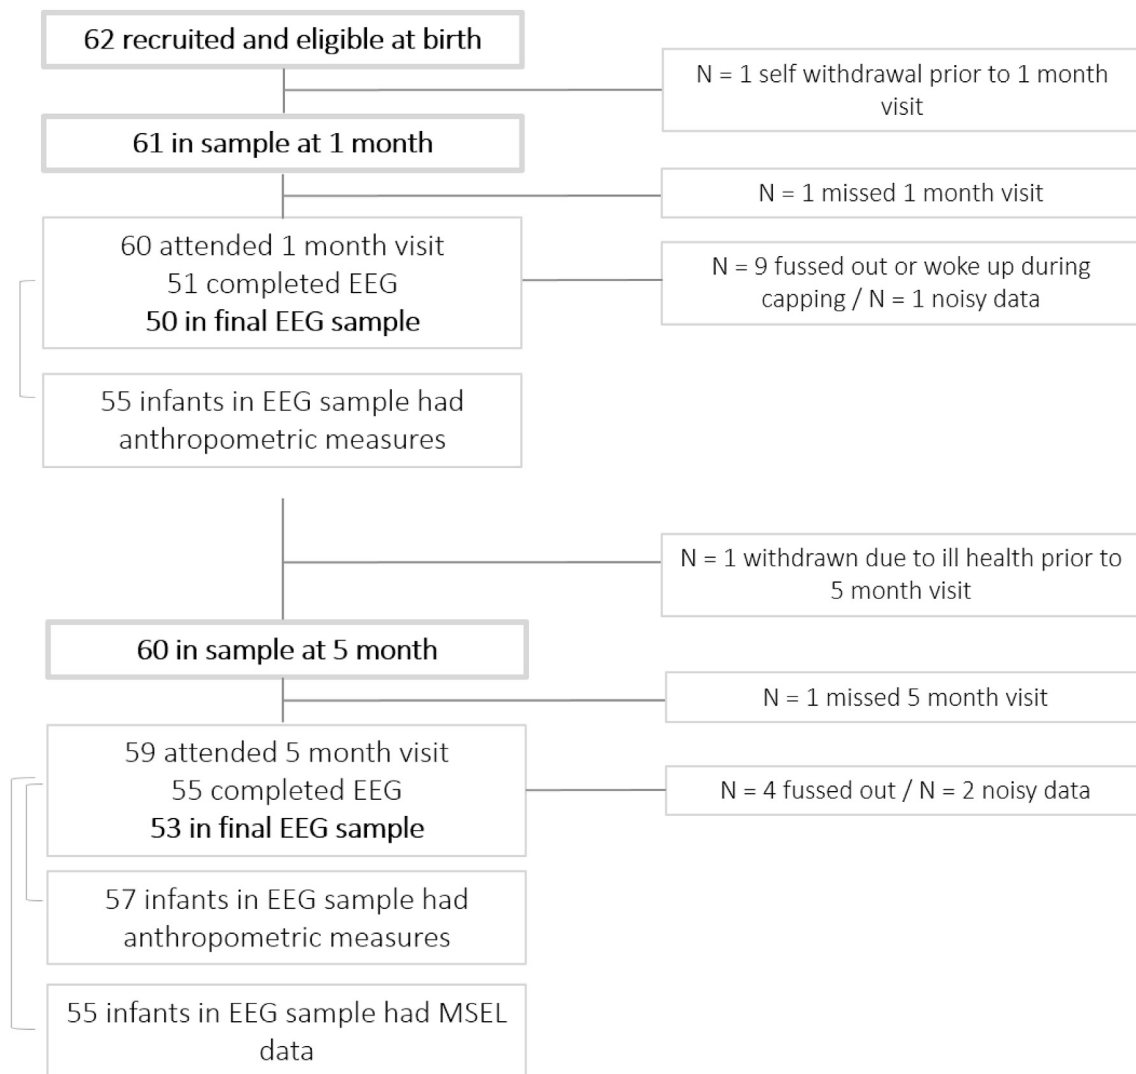 62 recruited and eligible at birth
N = 1 self withdrawal prior to 1 month
visit
61 in sample at 1 month
N = 1 missed 1 month visit
60 attended 1 month visit
51 completed EEG
50 in final EEG sample
N = 9 fussed out or woke up during
capping / N = 1 noisy data
55 infants in EEG sample had
anthropometric measures
N = 1 withdrawn due to ill health prior to
5 month visit
60 in sample at 5 month
N = 1 missed 5 month visit
59 attended 5 month visit
55 completed EEG
53 in final EEG sample
N = 4 fussed out / N = 2 noisy data
57 infants in EEG sample had
anthropometric measures
55 infants in EEG sample had MSEL
data